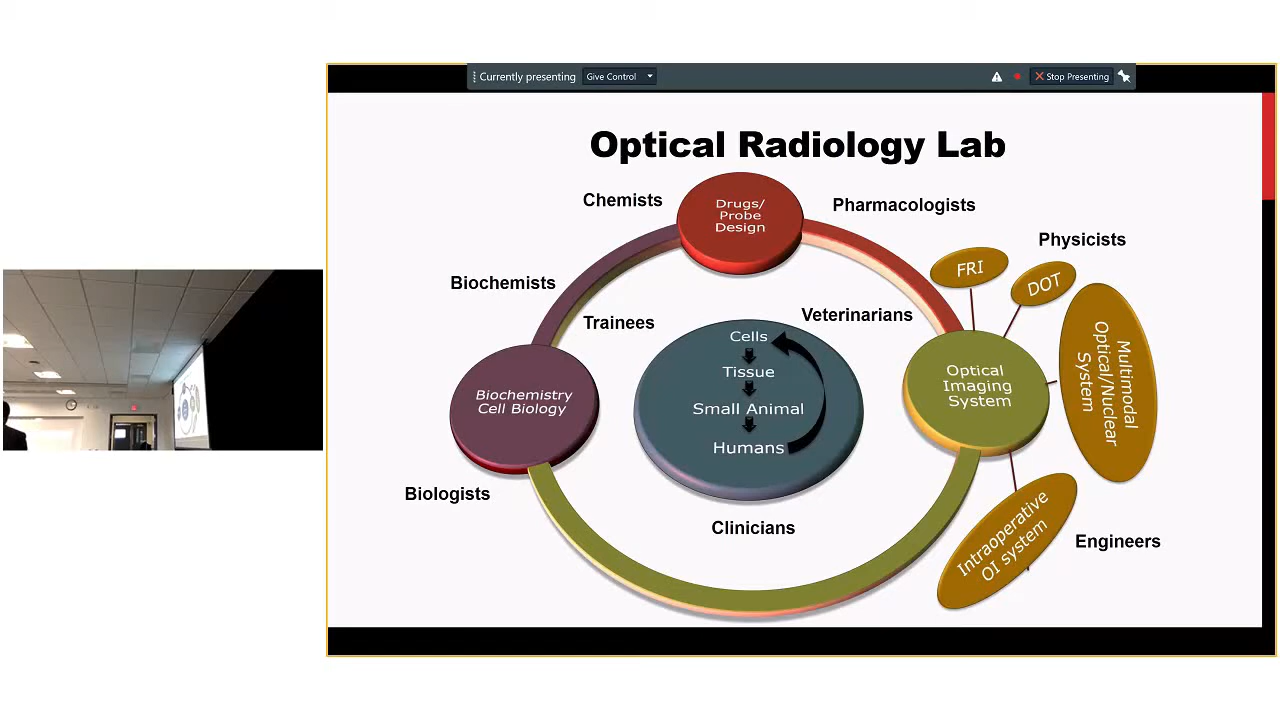 Currently presenting
Give Control
Stop Presenting
Optical Radiology Lab
Chemists
Drugs/
Probe
Design
Pharmacologists
Physicists
FRI
DOT
Biochemists
Trainees
Veterinarians
Cells
Tissue
Small Animal
Humans
Biochemistry
Cell Biology
Optical
Imaging
System
Multimodal
Optical/Nuclear
System
Biologists
Clinicians
Intraoperative
OI system
Engineers